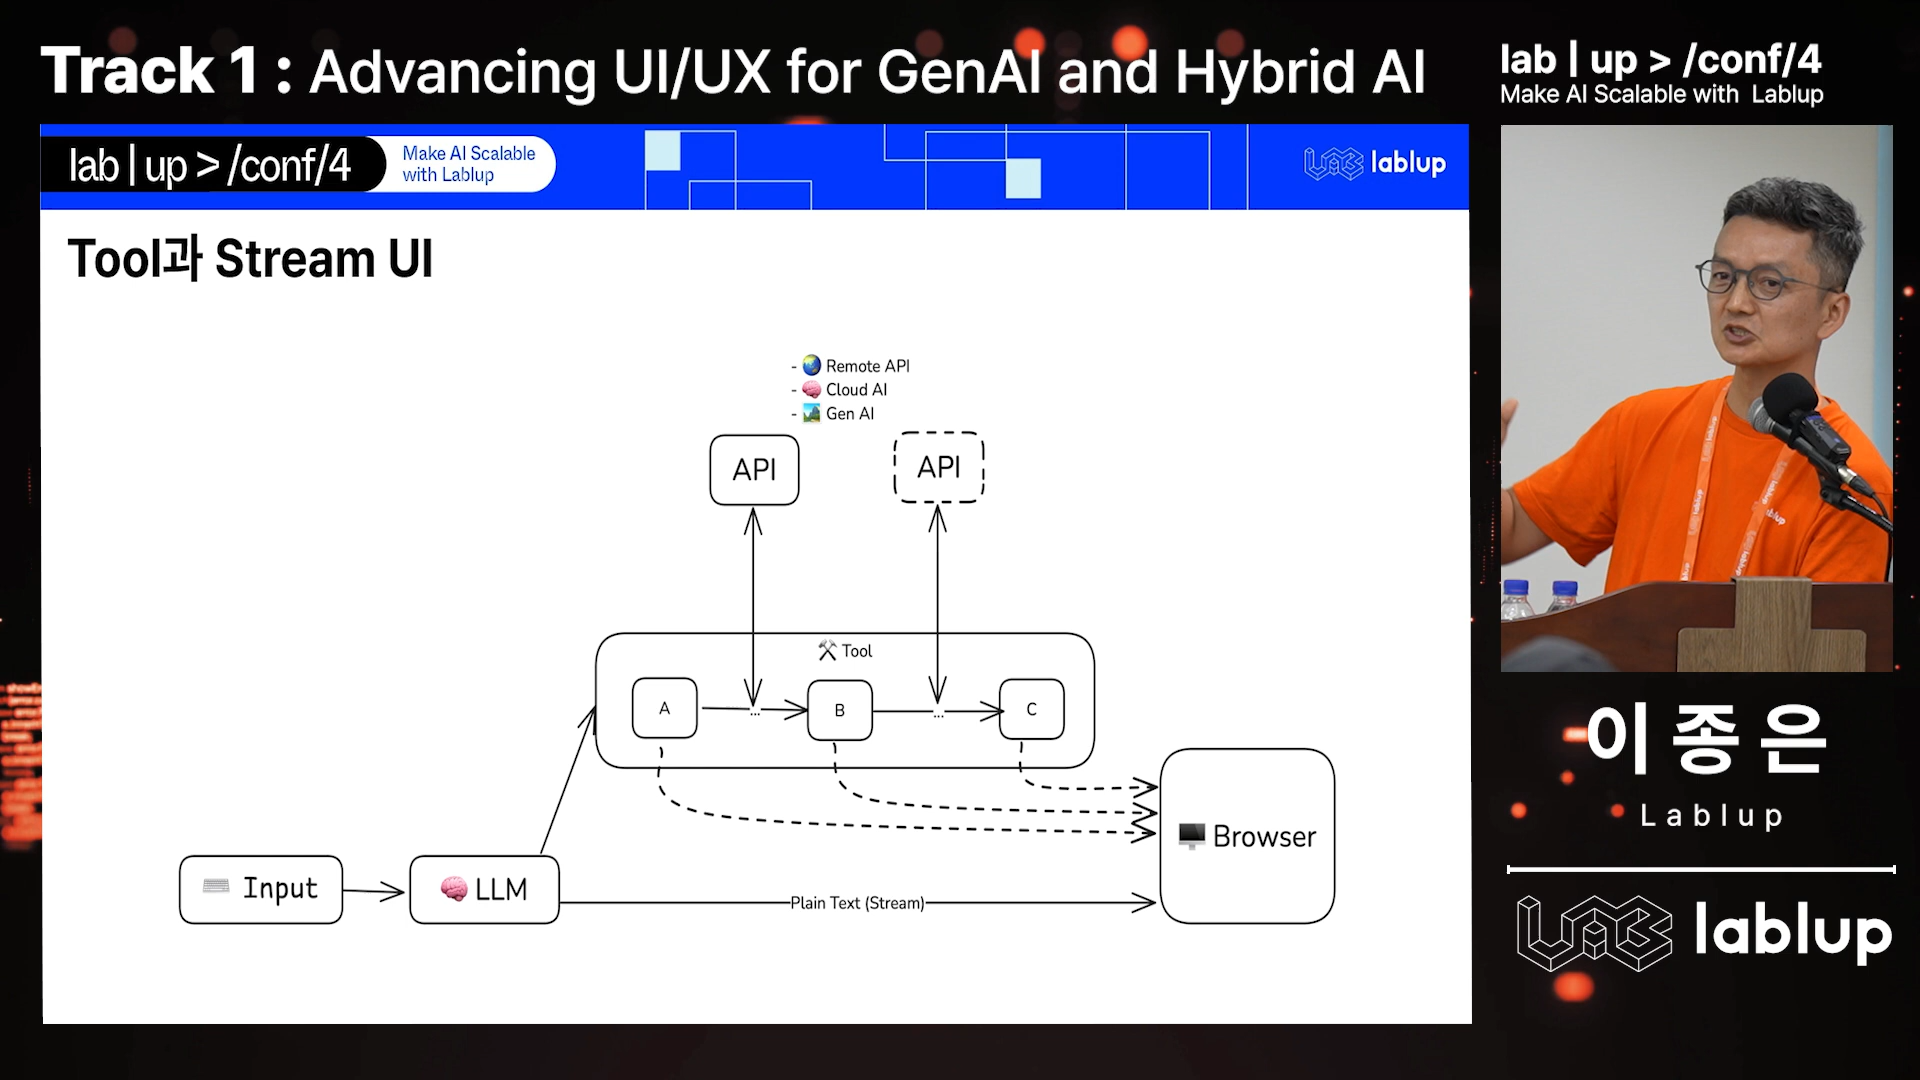 Track 1 : Advancing UI/UX for GenAI and Hybrid AI
lab | up > /conf/4
Make AI Scalable with Lablup
lab | up > /conf/4
Make AI Scalable
with Lablup
lablup
Tool과 Stream UI
- Remote API
- Cloud AI
- Gen AI
API
API
Tool
A
...
B
...
C
Input
LLM
Plain Text (Stream)
Browser
lablup
lablup
이종은
Lablup
lablup